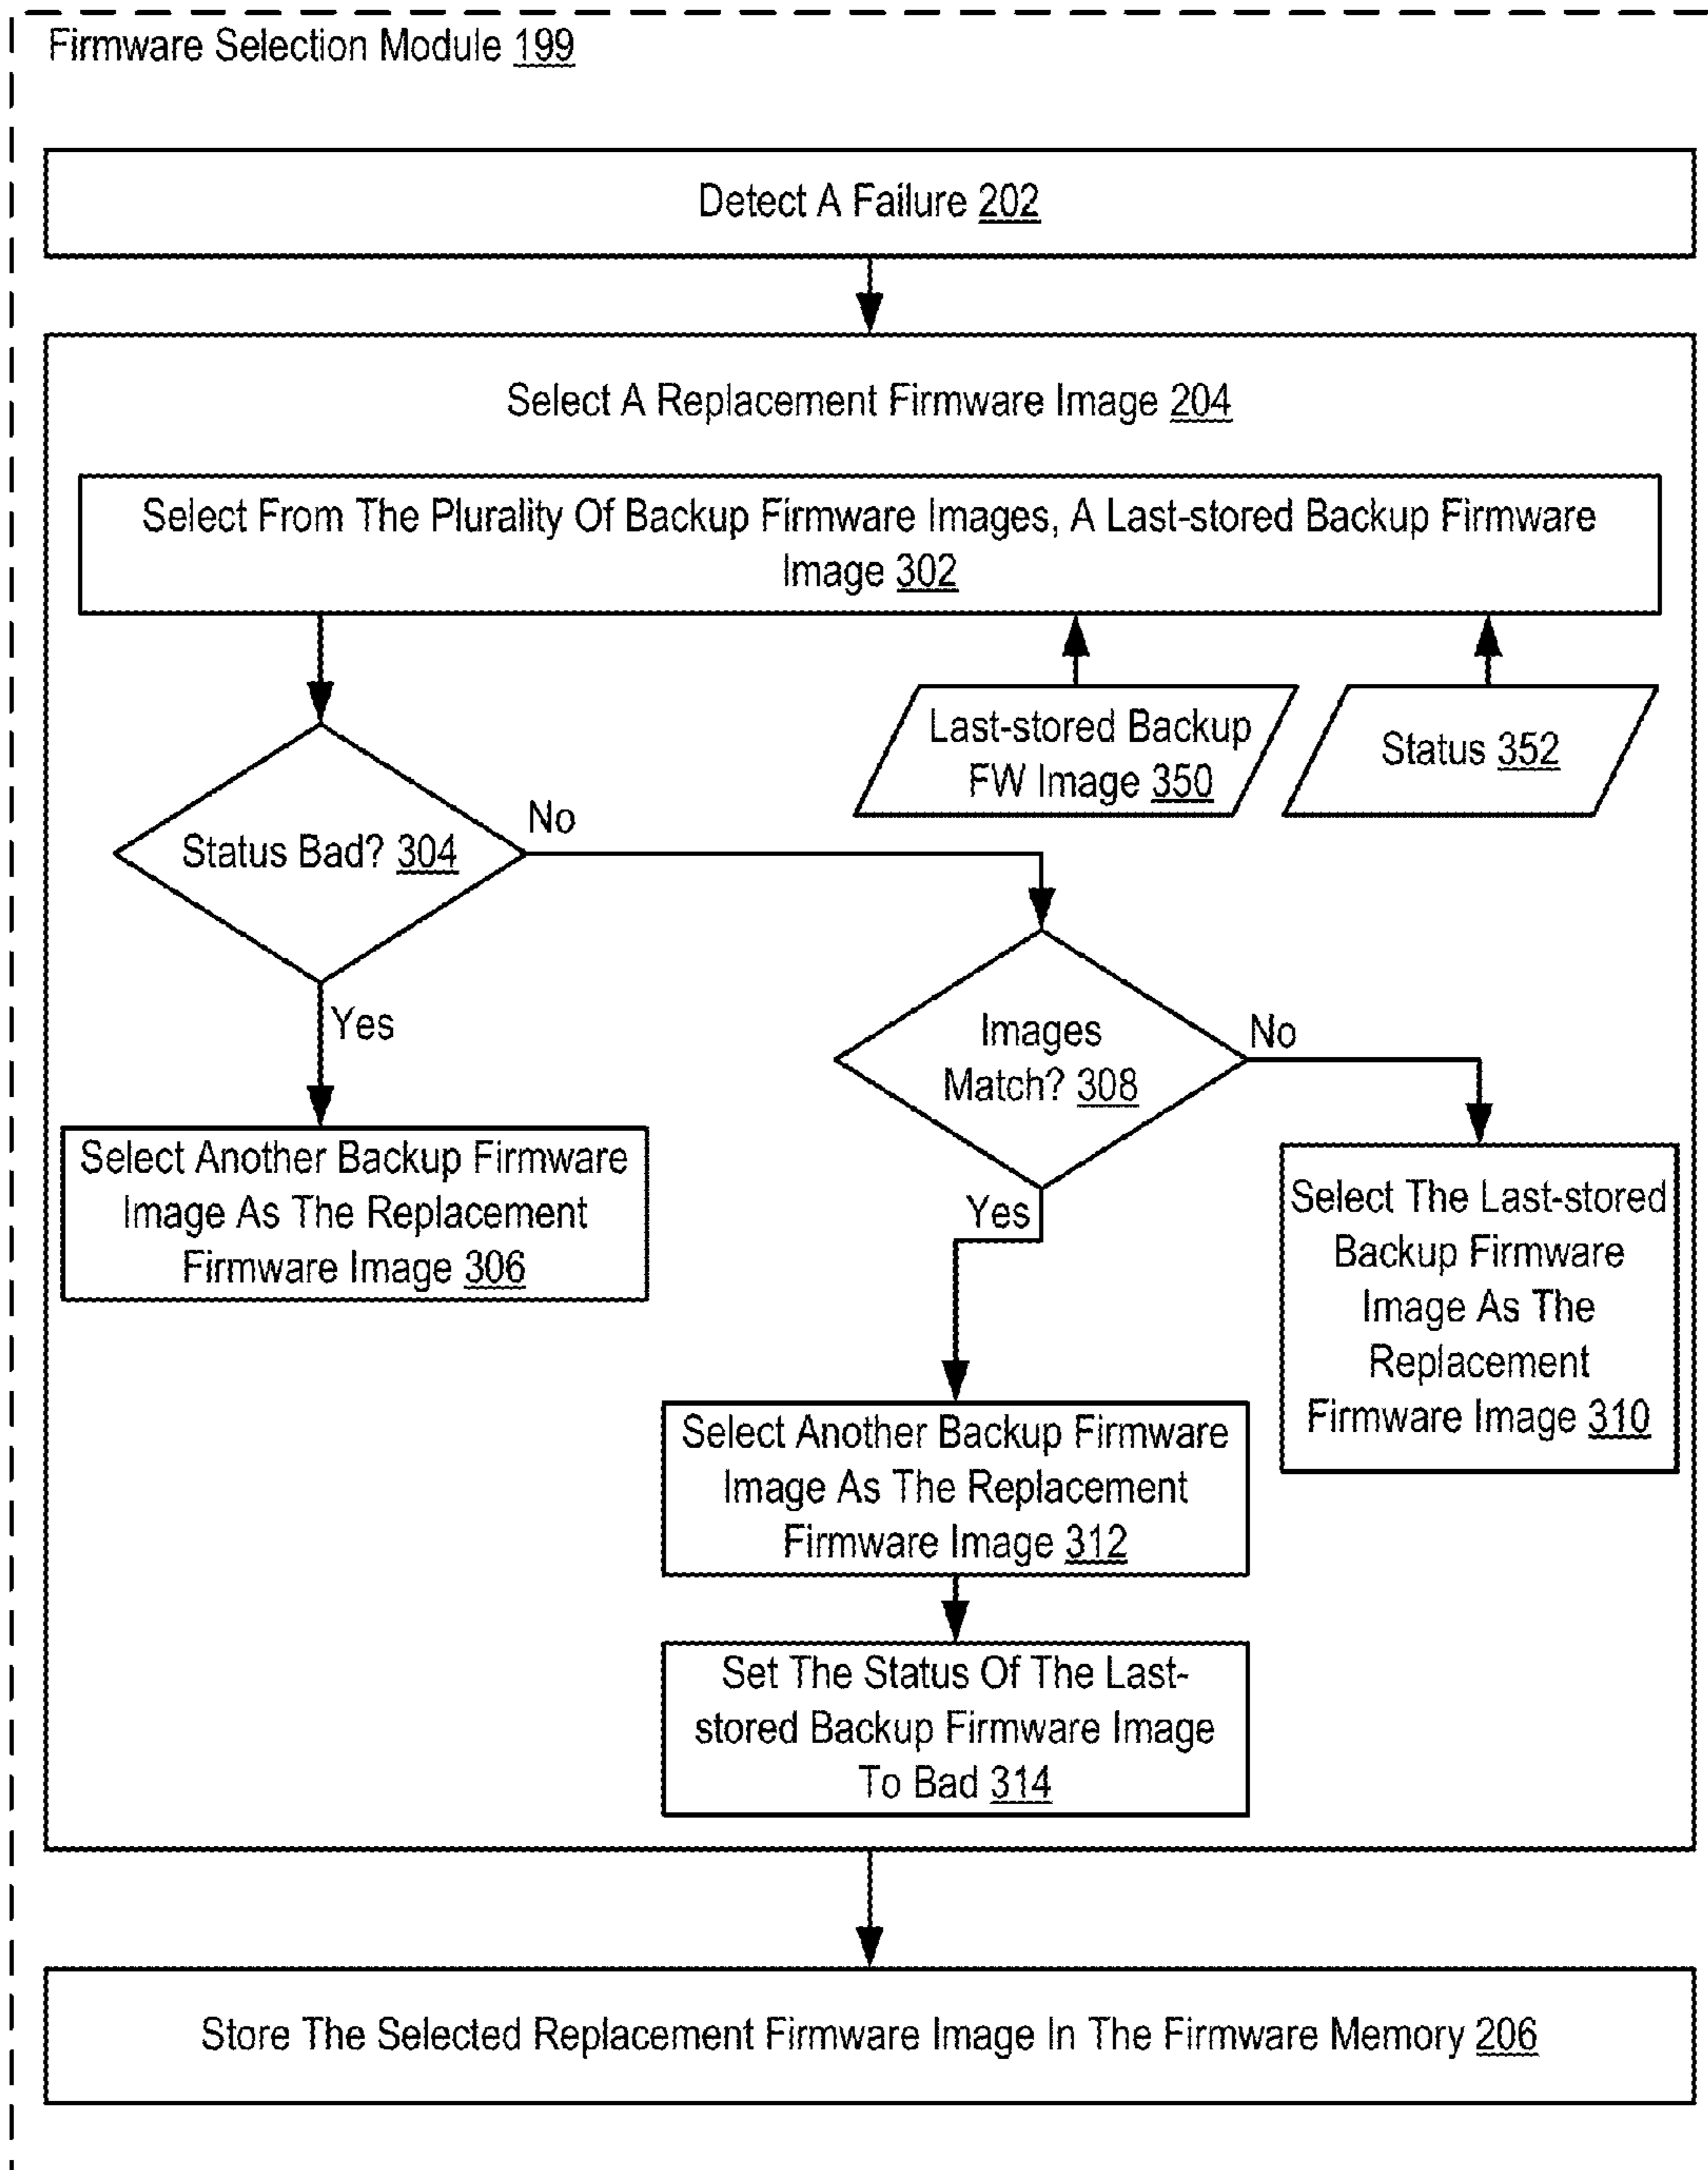 Firmware Selection Module 199
Detect A Failure 202
Select A Replacement Firmware Image 204
Select From The Plurality Of Backup Firmware Images, A Last-stored Backup Firmware
Image 302
Last-stored Backup
FW Image 350
Status 352
Status Bad? 304
No
Yes
Images
Match? 308
No
Yes
Select Another Backup Firmware
Image As The Replacement
Firmware Image 306
Select The Last-stored
Backup Firmware
Image As The
Replacement
Firmware Image 310
Select Another Backup Firmware
Image As The Replacement
Firmware Image 312
Set The Status Of The Last-
stored Backup Firmware Image
To Bad 314
Store The Selected Replacement Firmware Image In The Firmware Memory 206